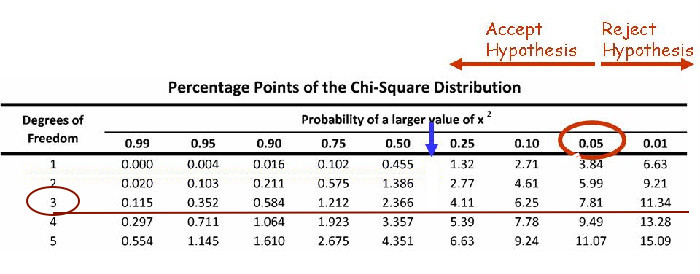 Accept Reject
Hypothesis Hypothesis
Percentage Points of the Chi-Square Distribution
Degrees of Freedom Probability of a larger value of x 2
0.99 0.95 0.90 0.75 0.50 0.25 0.10 0.05 0.01
1 0.000 0.004 0.016 0.102 0.455 1.32 2.71 3.84 6.63
2 0.020 0.103 0.211 0.575 1.386 2.77 4.61 5.99 9.21
3 0.115 0.352 0.584 1.212 2.366 4.11 6.25 7.81 11.34
4 0.297 0.711 1.064 1.923 3.357 5.39 7.78 9.49 13.28
5 0.554 1.145 1.610 2.675 4.351 6.63 9.24 11.07 15.09